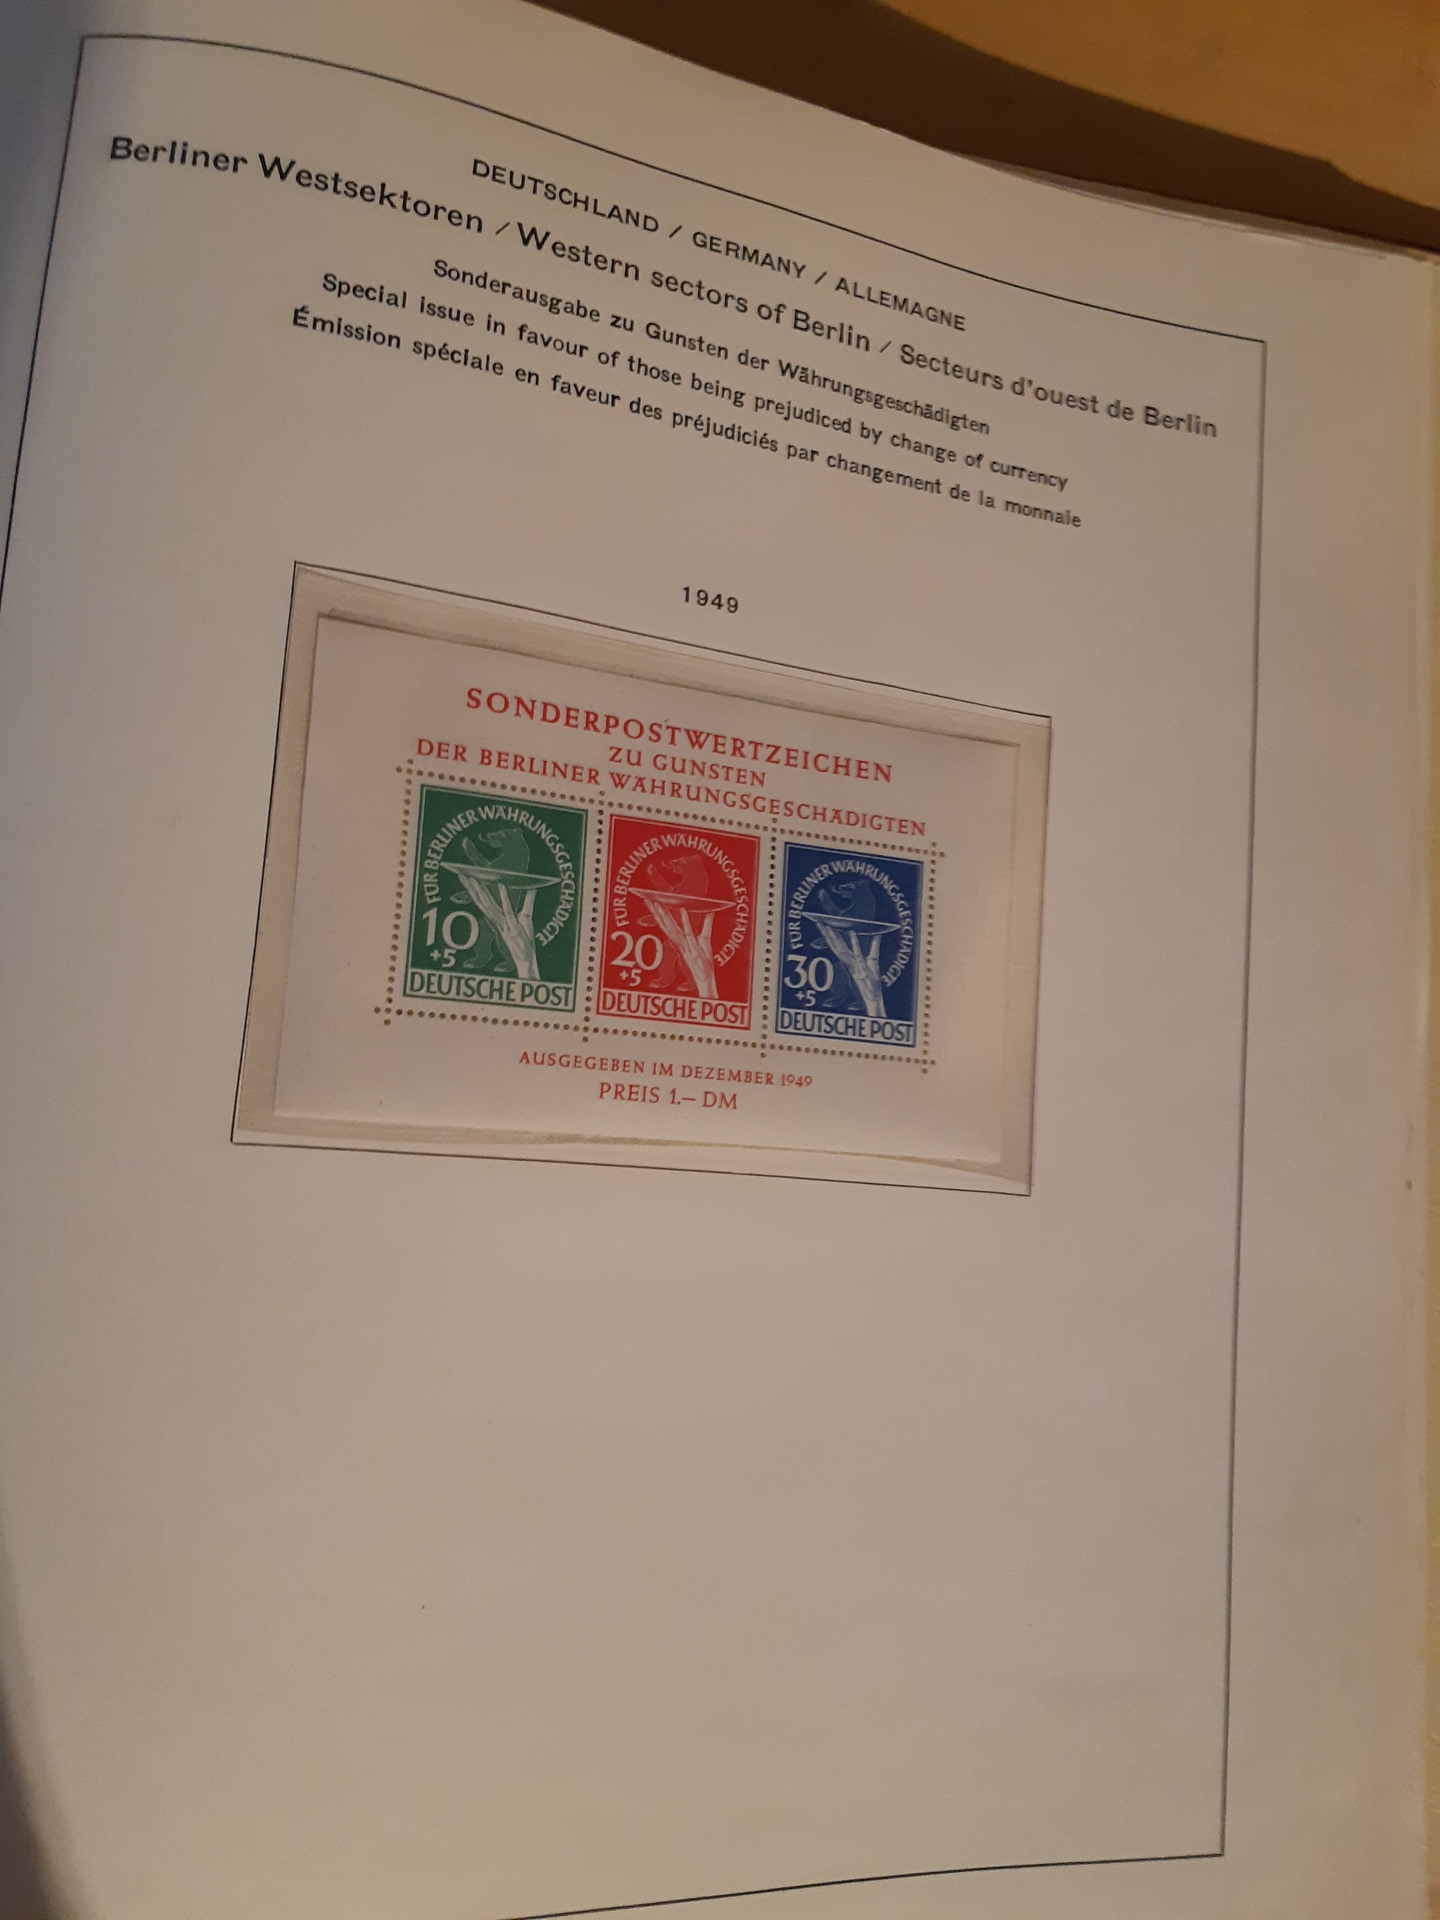 DEUTSCHLAND / GERMANY / ALLEMAGNE
Berliner Westsektoren / Western sectors of Berlin / Secteurs d'ouest de Berlin
Sonderausgabe zu Gunsten der Währungsgeschädigten
Special issue in favour of those being prejudiced by change of currency
Émission spéciale en faveur des préjudiciés par changement de la monnaie
1949
SONDERPOSTWERTZEICHEN
ZU GUNSTEN
DER BERLINER WÄHRUNGSGESCHÄDIGTEN
FÜR BERLINER WÄHRUNGSGESCHÄDIGTE
10
+5
DEUTSCHE POST
FÜR BERLINER WÄHRUNGSGESCHÄDIGTE
20
+5
DEUTSCHE POST
FÜR BERLINER WÄHRUNGSGESCHÄDIGTE
30
+5
DEUTSCHE POST
AUSGEGEBEN IM DEZEMBER 1949
PREIS 1.– DM